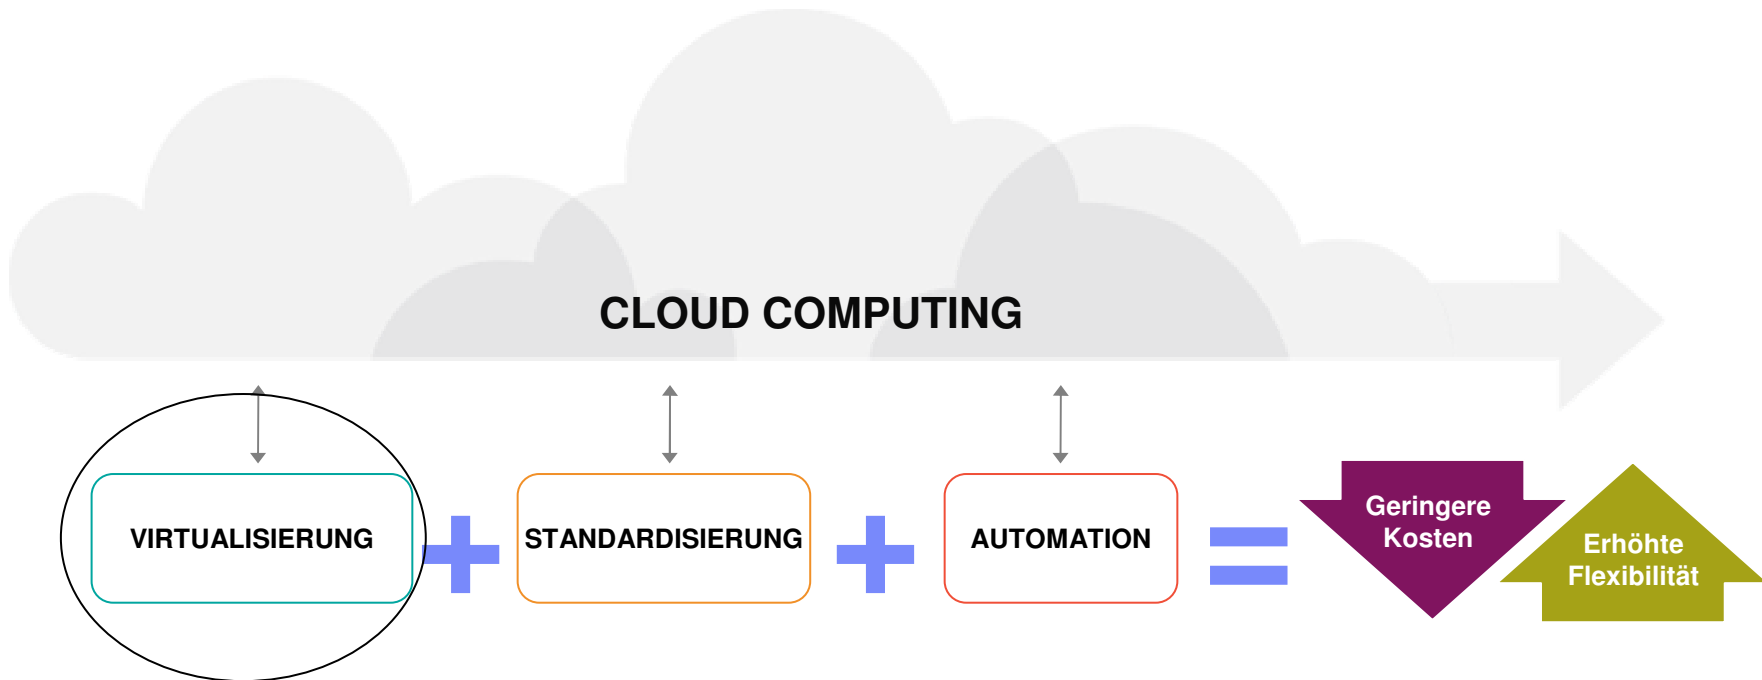 CLOUD COMPUTING
VIRTUALISIERUNG
STANDARDISIERUNG
AUTOMATION
Geringere
Kosten
Erhöhte
Flexibilität